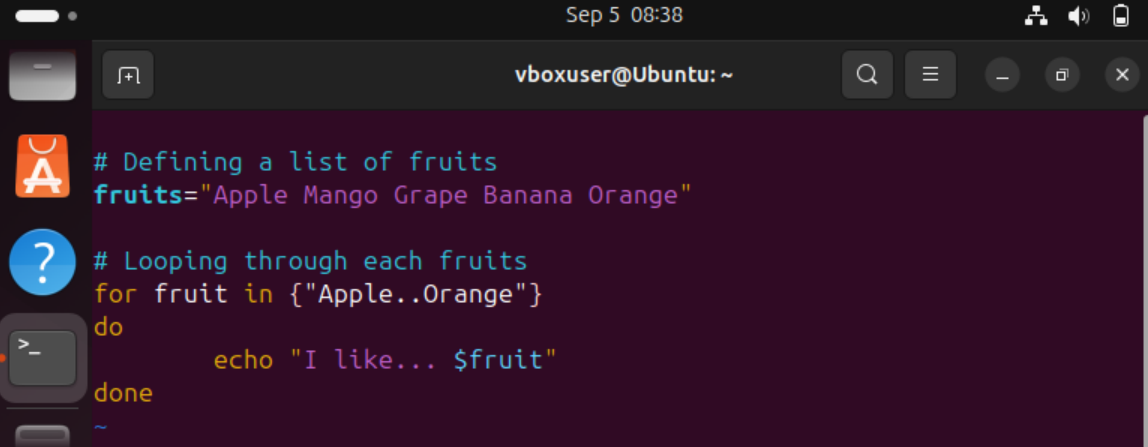 Sep 5 08:38
vboxuser@Ubuntu: ~
# Defining a list of fruits
fruits="Apple Mango Grape Banana Orange"
# Looping through each fruits
for fruit in {"Apple..Orange"}
do
        echo "I like... $fruit"
done
~